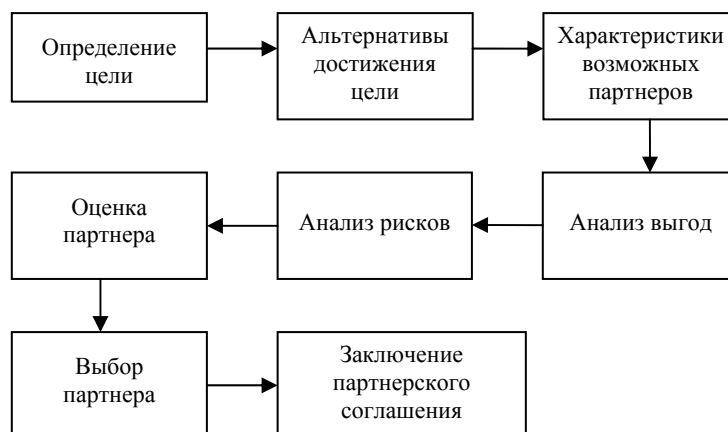 Определение
цели
Альтернативы
достижения
цели
Характеристики
возможных
партнеров
Оценка
партнера
Анализ рисков
Анализ выгод
Выбор
партнера
Заключение
партнерского
соглашения